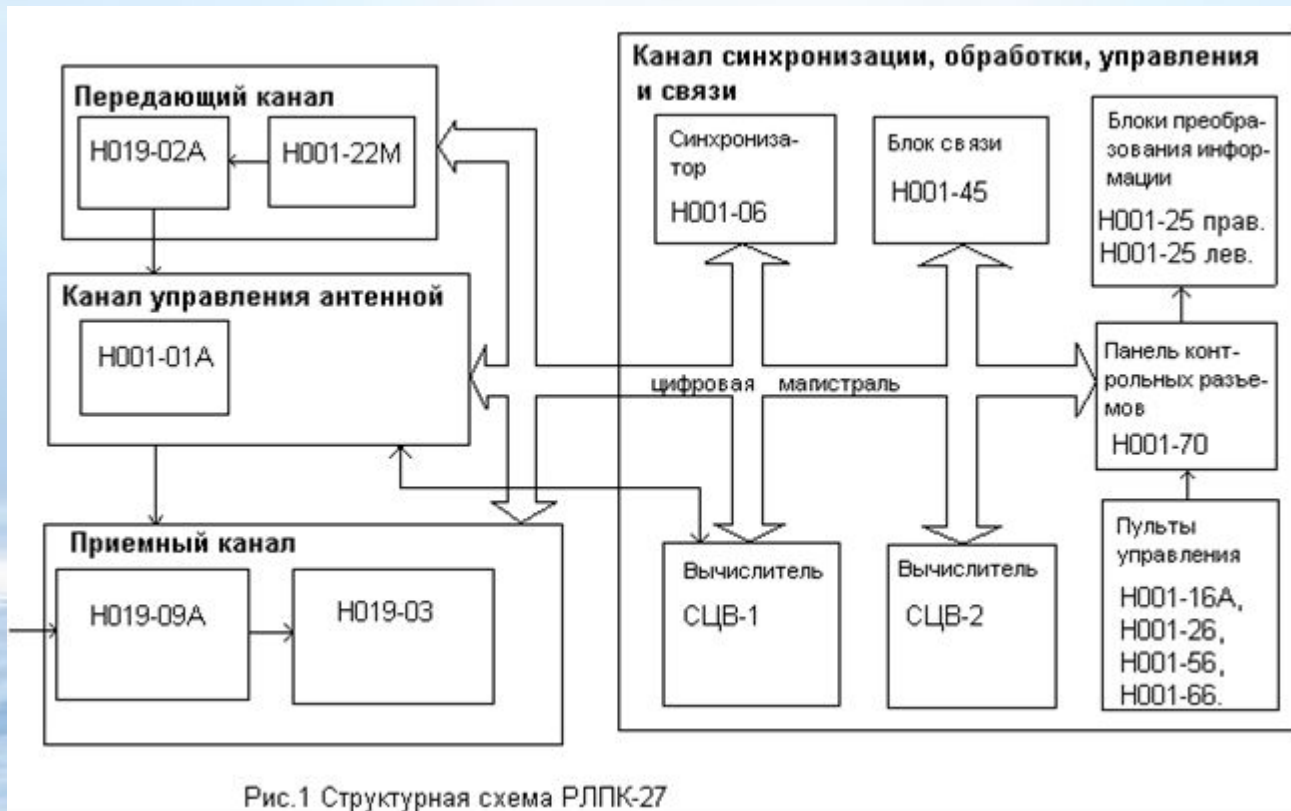 Передающий канал
Н019-02А
Н001-22М
Канал управления антенной
Н001-01А
Приемный канал
Н019-09А
Н019-03
Канал синхронизации, обработки, управления
и связи
Синхрониза-
тор
Н001-06
Блок связи
Н001-45
Блоки преобра-
зования инфор-
мации
Н001-25 прав.
Н001-25 лев.
цифровая магистраль
Панель конт-
рольных разъе-
мов
Н001-70
Вычислитель
СЦВ-1
Вычислитель
СЦВ-2
Пульты
управления
Н001-16А,
Н001-26,
Н001-56,
Н001-66.
Рис.1 Структурная схема РЛПК-27